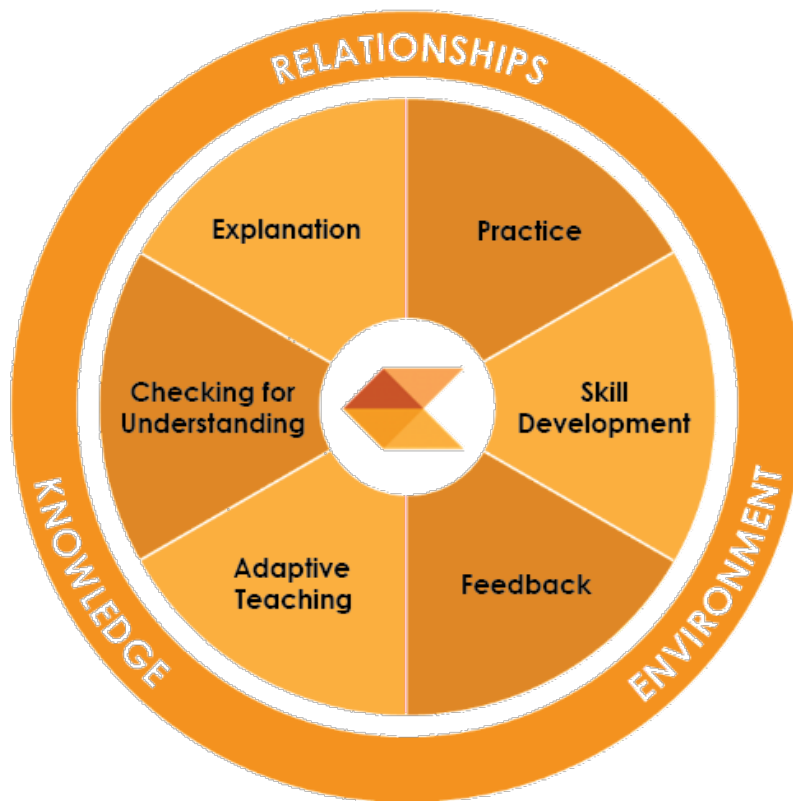 RELATIONSHIPS
Explanation
Practice
Checking for
Understanding
Skill
Development
Adaptive
Teaching
Feedback
KNOWLEDGE
ENVIRONMENT